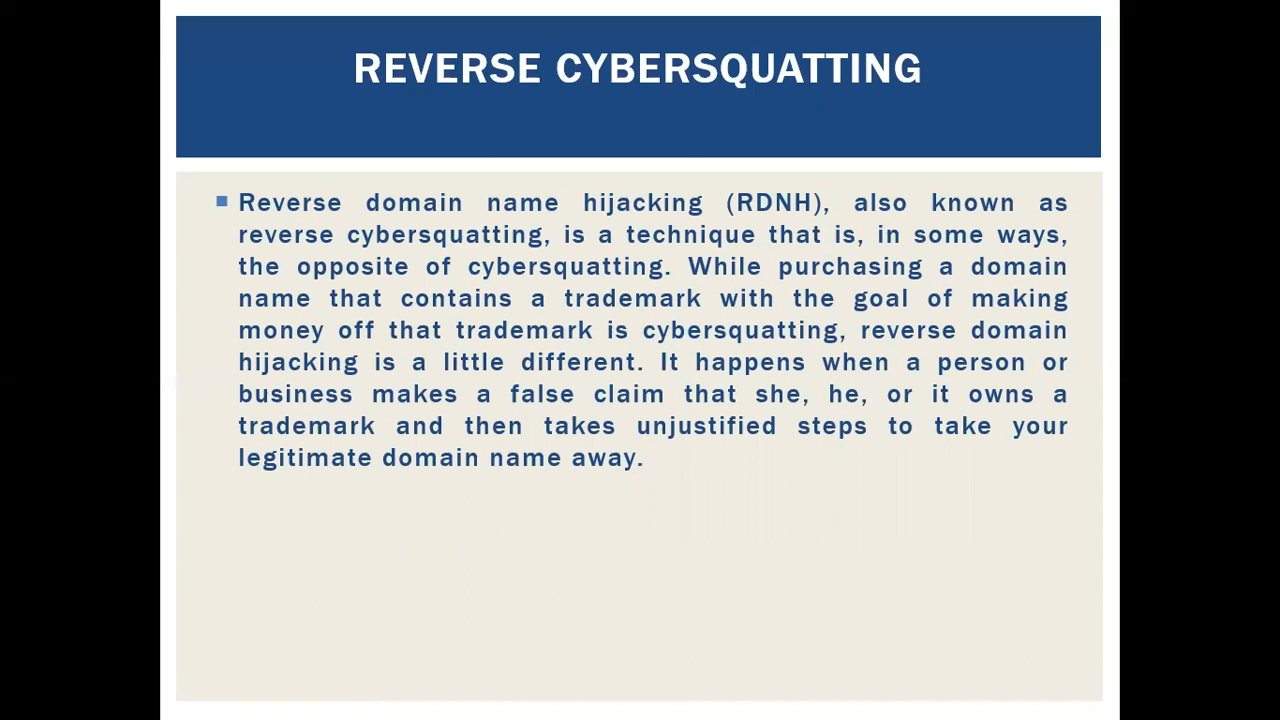 REVERSE CYBERSQUATTING
Reverse domain name hijacking (RDNH), also known as
reverse cybersquatting, is a technique that is, in some ways,
the opposite of cybersquatting. While purchasing a domain
name that contains a trademark with the goal of making
money off that trademark is cybersquatting, reverse domain
hijacking is a little different. It happens when a person or
business makes a false claim that she, he, or it owns a
trademark and then takes unjustified steps to take your
legitimate domain name away.